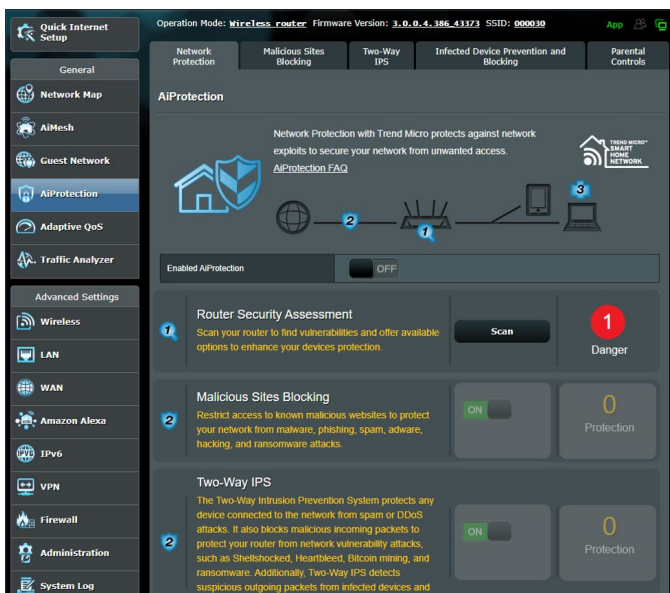 Quick Internet
Setup
Operation Mode: Wireless router Firmware Version: 3.0.0.4.386_43373 SSID: 000030
App
General
Network Map
AiMesh
Guest Network
AiProtection
Adaptive QoS
Traffic Analyzer
Advanced Settings
Wireless
LAN
WAN
Amazon Alexa
IPv6
VPN
Firewall
Administration
System Log
Network
Protection
Malicious Sites
Blocking
Two-Way
IPS
Infected Device Prevention and
Blocking
Parental
Controls
AiProtection
Network Protection with Trend Micro protects against network
exploits to secure your network from unwanted access.
AiProtection FAQ
TREND MICRO™
SMART
HOME
NETWORK
3
2
1
Enabled AiProtection
OFF
1
Router Security Assessment
Scan your router to find vulnerabilities and offer available
options to enhance your devices protection.
Scan
1
Danger
2
Malicious Sites Blocking
Restrict access to known malicious websites to protect
your network from malware, phishing, spam, adware,
hacking, and ransomware attacks.
ON
0
Protection
2
Two-Way IPS
The Two-Way Intrusion Prevention System protects any
device connected to the network from spam or DDoS
attacks. It also blocks malicious incoming packets to
protect your router from network vulnerability attacks,
such as Shellshocked, Heartbleed, Bitcoin mining, and
ransomware. Additionally, Two-Way IPS detects
suspicious outgoing packets from infected devices and
ON
0
Protection